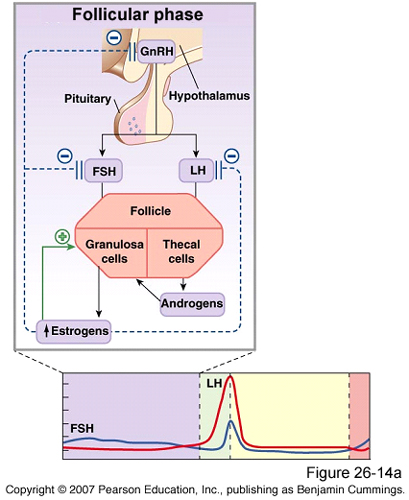 Follicular phase
−
GnRH
Pituitary
Hypothalamus
−
−
FSH
LH
Follicle
+
Granulosa
cells
Thecal
cells
Androgens
Estrogens
LH
FSH
Figure 26-14a
Copyright © 2007 Pearson Education, Inc., publishing as Benjamin Cummings.